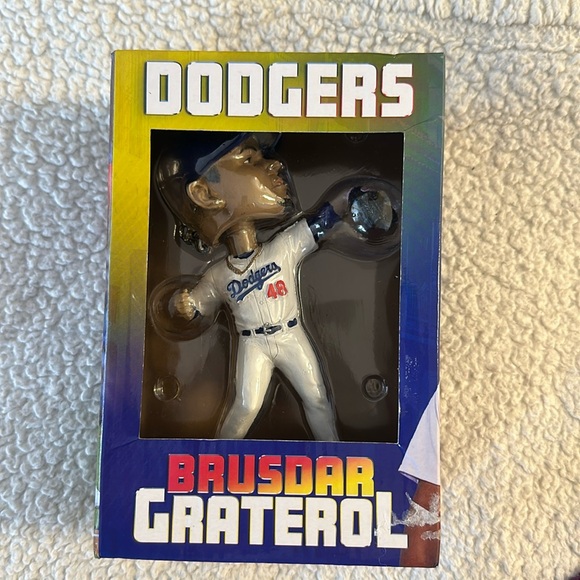 DODGERS
Dodgers
48
BRUSDAR
GRATEROL